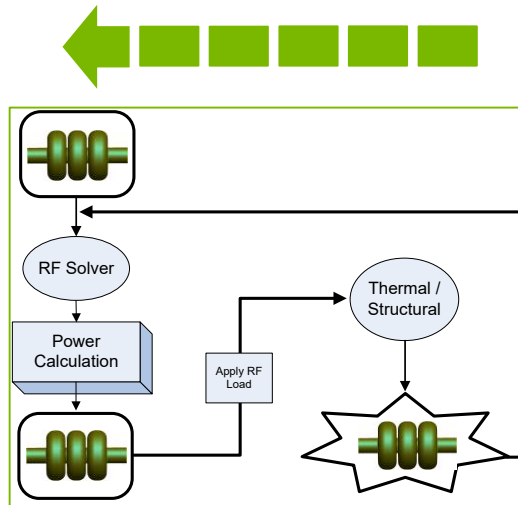 RF Solver
Power
Calculation
Apply RF
Load
Thermal /
Structural